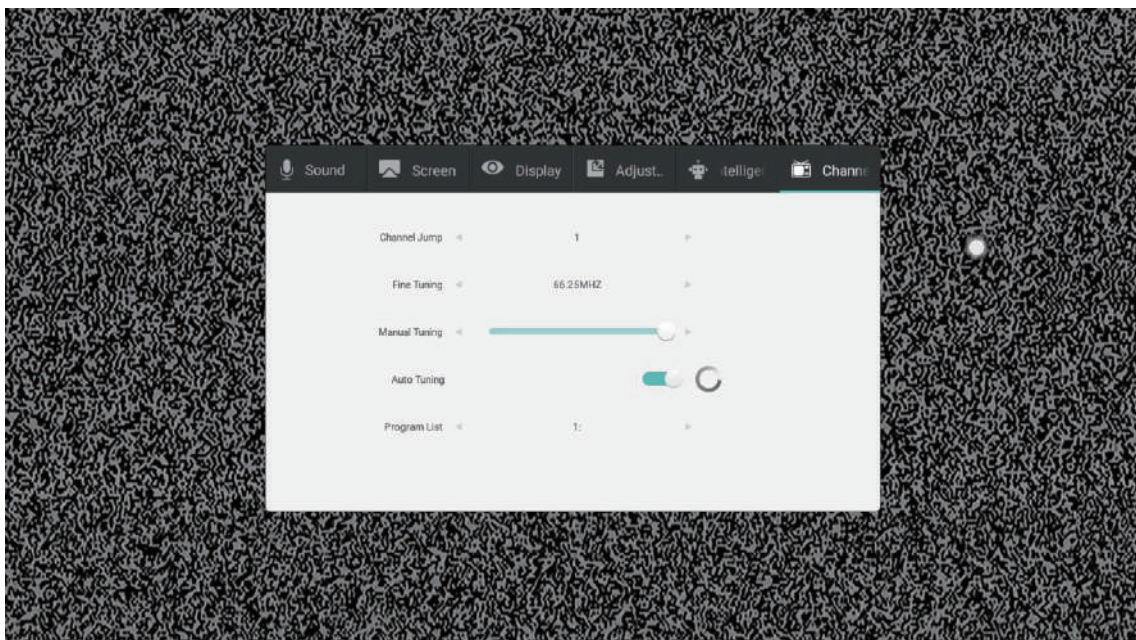 Sound Screen Display Adjust.. telliger Channe
Channel Jump 1
Fine Tuning 66.25MHZ
Manual Tuning
Auto Tuning
Program List 1: